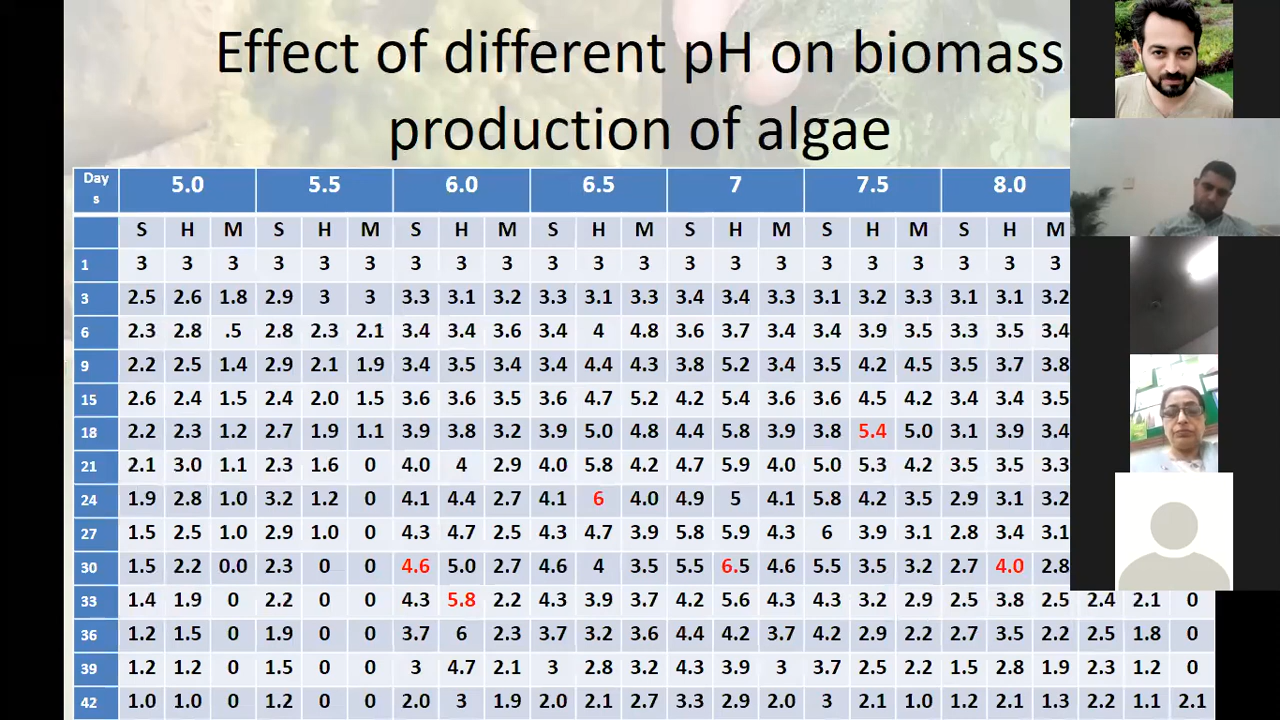 Effect of different pH on biomass
production of algae
Day
s 5.0 5.5 6.0 6.5 7 7.5 8.0
S H M S H M S H M S H M S H M S H M S H M
1 3 3 3 3 3 3 3 3 3 3 3 3 3 3 3 3 3 3 3 3 3
3 2.5 2.6 1.8 2.9 3 3 3.3 3.1 3.2 3.3 3.1 3.3 3.4 3.4 3.3 3.1 3.2 3.3 3.1 3.1 3.2
6 2.3 2.8 .5 2.8 2.3 2.1 3.4 3.4 3.6 3.4 4 4.8 3.6 3.7 3.4 3.4 3.9 3.5 3.3 3.5 3.4
9 2.2 2.5 1.4 2.9 2.1 1.9 3.4 3.5 3.4 3.4 4.4 4.3 3.8 5.2 3.4 3.5 4.2 4.5 3.5 3.7 3.8
15 2.6 2.4 1.5 2.4 2.0 1.5 3.6 3.6 3.5 3.6 4.7 5.2 4.2 5.4 3.6 3.6 4.5 4.2 3.4 3.4 3.5
18 2.2 2.3 1.2 2.7 1.9 1.1 3.9 3.8 3.2 3.9 5.0 4.8 4.4 5.8 3.9 3.8 5.4 5.0 3.1 3.9 3.4
21 2.1 3.0 1.1 2.3 1.6 0 4.0 4 2.9 4.0 5.8 4.2 4.7 5.9 4.0 5.0 5.3 4.2 3.5 3.5 3.3
24 1.9 2.8 1.0 3.2 1.2 0 4.1 4.4 2.7 4.1 6 4.0 4.9 5 4.1 5.8 4.2 3.5 2.9 3.1 3.2
27 1.5 2.5 1.0 2.9 1.0 0 4.3 4.7 2.5 4.3 4.7 3.9 5.8 5.9 4.3 6 3.9 3.1 2.8 3.4 3.1
30 1.5 2.2 0.0 2.3 0 0 4.6 5.0 2.7 4.6 4 3.5 5.5 6.5 4.6 5.5 3.5 3.2 2.7 4.0 2.8
33 1.4 1.9 0 2.2 0 0 4.3 5.8 2.2 4.3 3.9 3.7 4.2 5.6 4.3 4.3 3.2 2.9 2.5 3.8 2.5 2.4 2.1 0
36 1.2 1.5 0 1.9 0 0 3.7 6 2.3 3.7 3.2 3.6 4.4 4.2 3.7 4.2 2.9 2.2 2.7 3.5 2.2 2.5 1.8 0
39 1.2 1.2 0 1.5 0 0 3 4.7 2.1 3 2.8 3.2 4.3 3.9 3 3.7 2.5 2.2 1.5 2.8 1.9 2.3 1.2 0
42 1.0 1.0 0 1.2 0 0 2.0 3 1.9 2.0 2.1 2.7 3.3 2.9 2.0 3 2.1 1.0 1.2 2.1 1.3 2.2 1.1 2.1